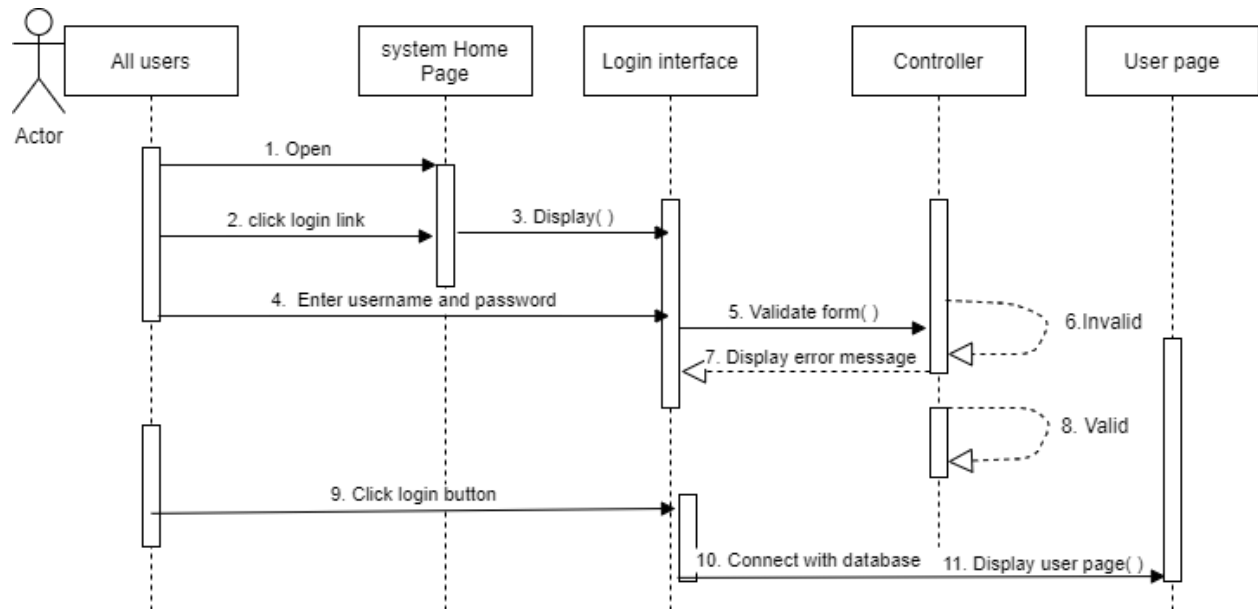 All users
system Home
Page
Login interface
Controller
User page
Actor
1. Open
2. click login link
3. Display( )
4.  Enter username and password
5. Validate form( )
6.Invalid
7. Display error message
8. Valid
9. Click login button
10. Connect with database
11. Display user page( )